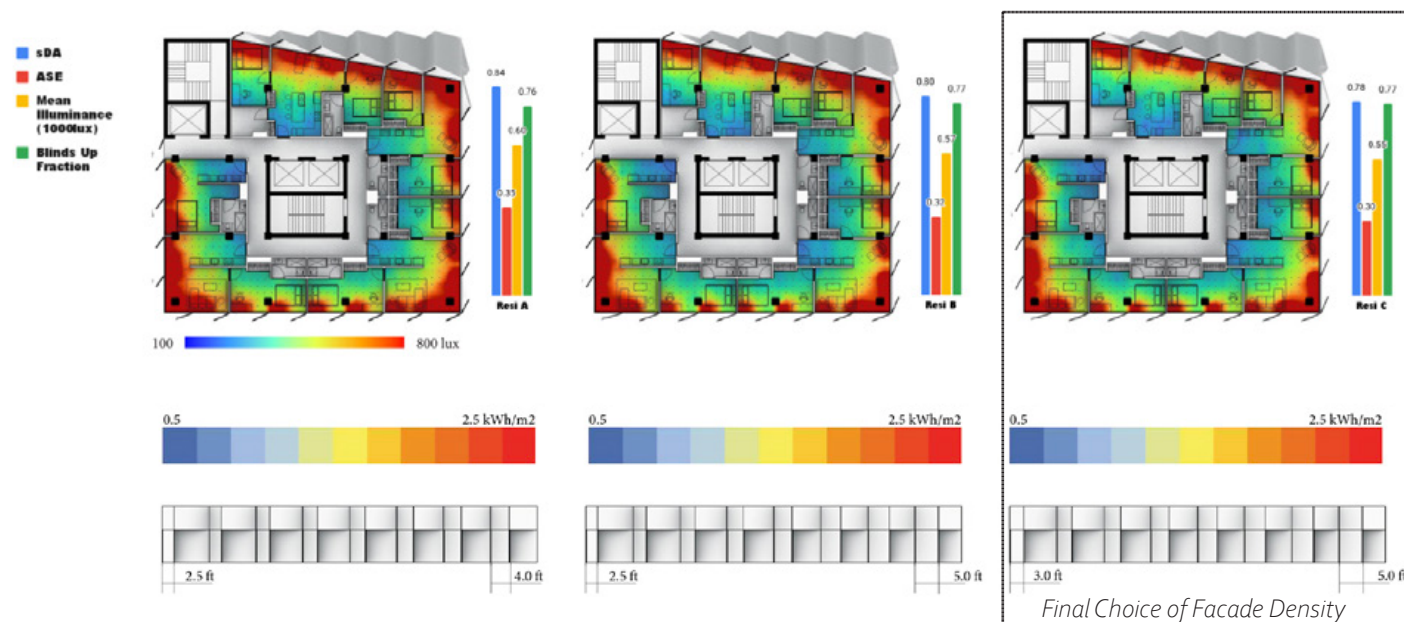 sDA
ASE
Mean
Illuminance
(1000lux)
Blinds Up
Fraction
0.84
0.76
0.60
0.35
Resi A
0.80
0.77
0.57
0.32
Resi B
0.78
0.77
0.55
0.30
Resi C
100
800 lux
0.5
2.5 kWh/m2
0.5
2.5 kWh/m2
0.5
2.5 kWh/m2
2.5 ft
4.0 ft
2.5 ft
5.0 ft
3.0 ft
5.0 ft
Final Choice of Facade Density